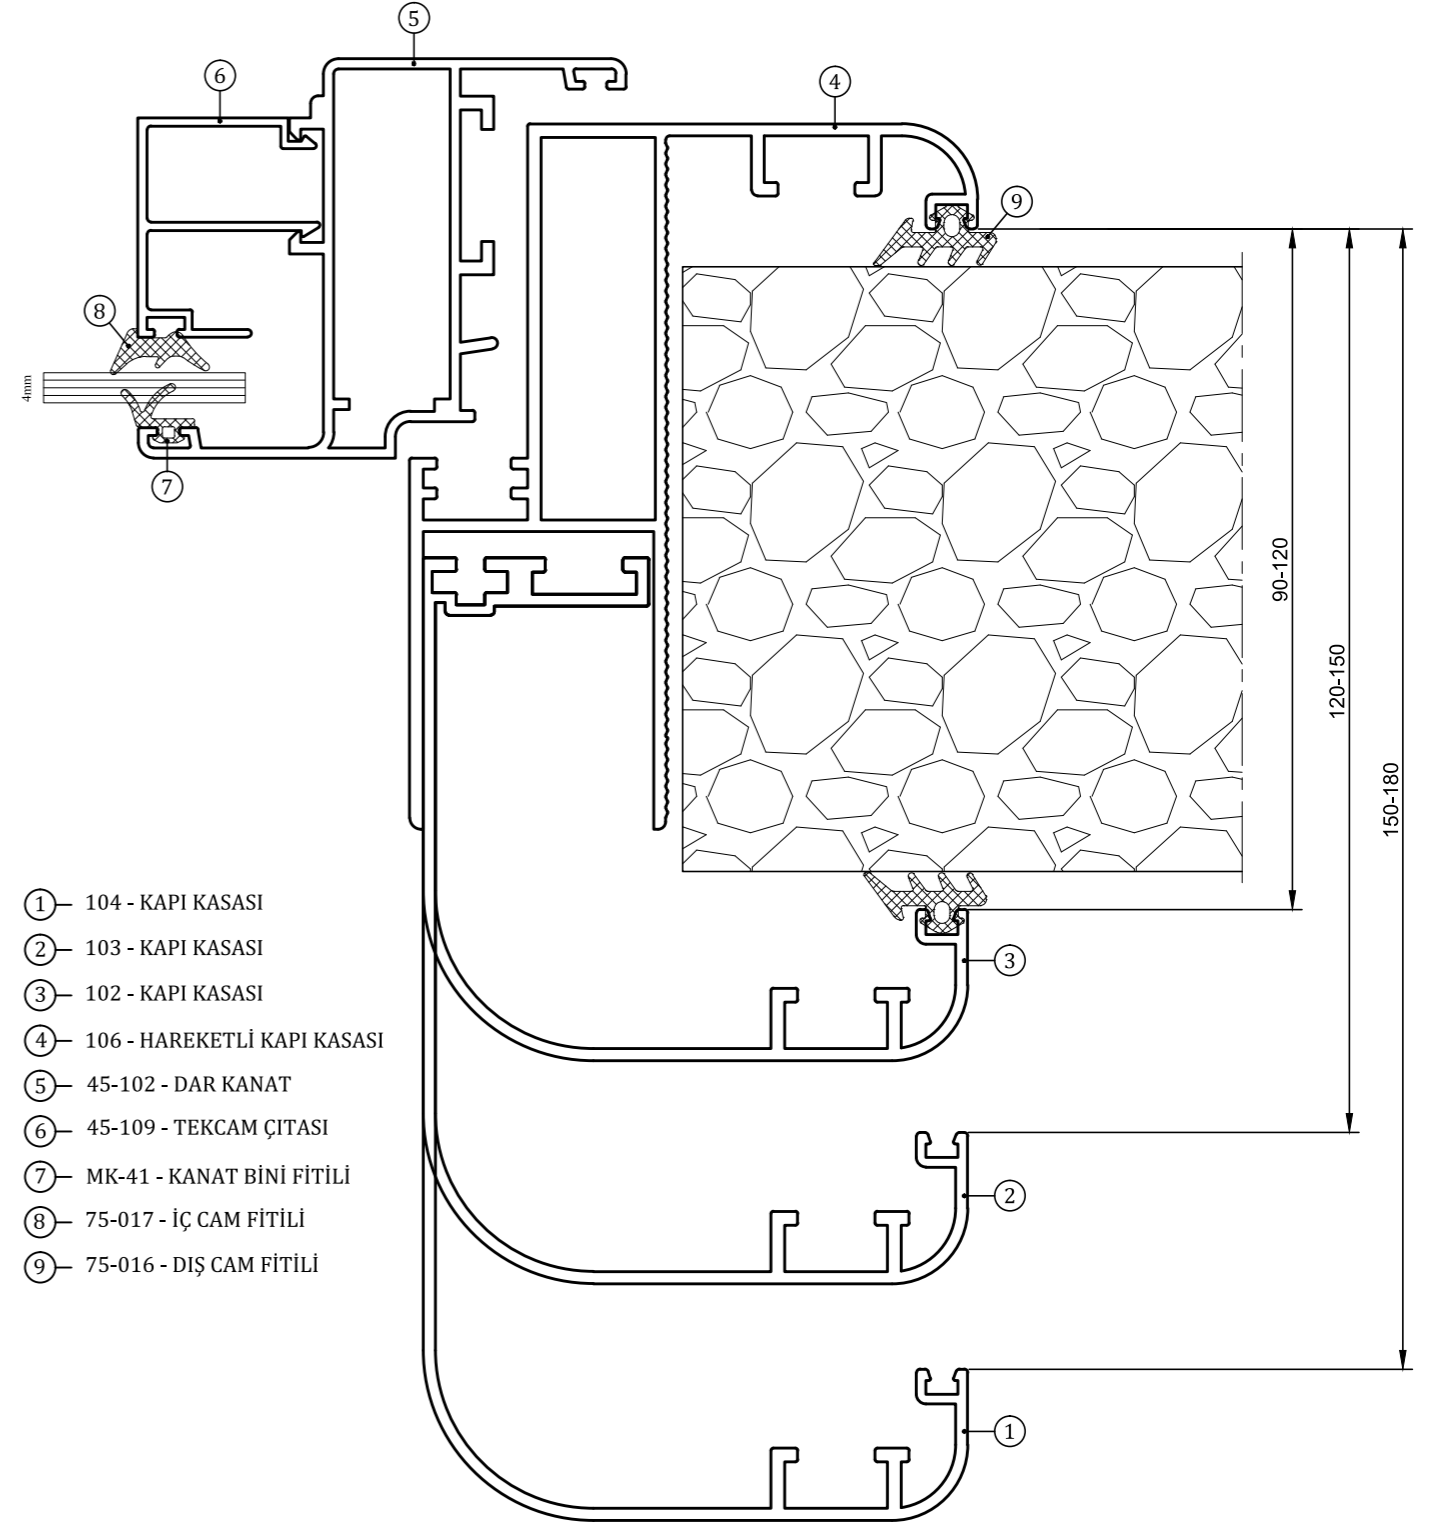 5
6
4
9
8
4mm
7
90-120
120-150
150-180
3
2
1
1 104 - KAPI KASASI
2 103 - KAPI KASASI
3 102 - KAPI KASASI
4 106 - HAREKETLİ KAPI KASASI
5 45-102 - DAR KANAT
6 45-109 - TEKCAM ÇITASI
7 MK-41 - KANAT BİNİ FİTİLİ
8 75-017 - İÇ CAM FİTİLİ
9 75-016 - DIŞ CAM FİTİLİ